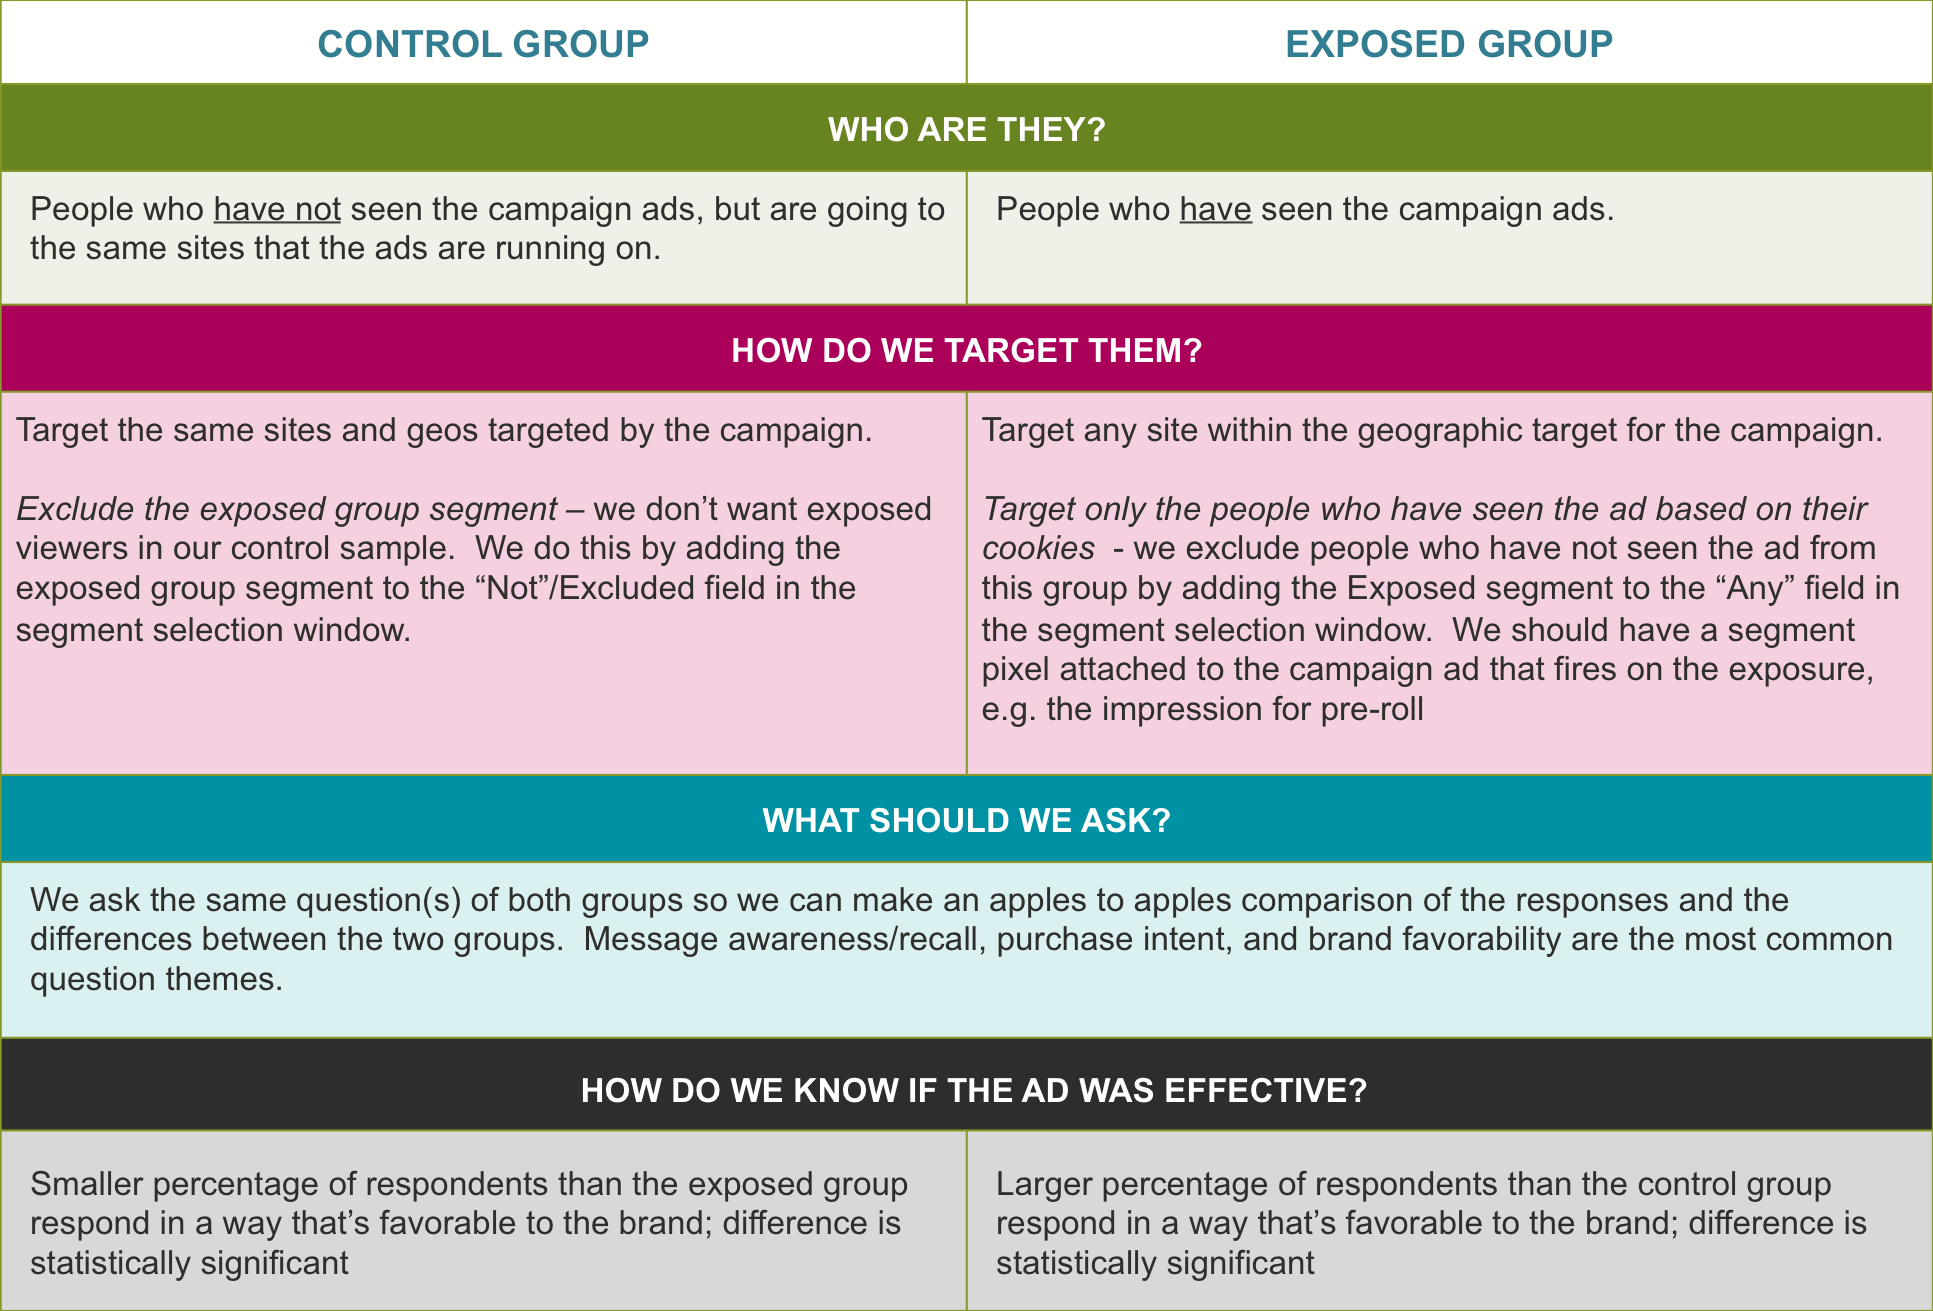 CONTROL GROUP
EXPOSED GROUP
WHO ARE THEY?
People who have not seen the campaign ads, but are going to
the same sites that the ads are running on.
People who have seen the campaign ads.
HOW DO WE TARGET THEM?
Target the same sites and geos targeted by the campaign.
Exclude the exposed group segment – we don’t want exposed
viewers in our control sample.  We do this by adding the
exposed group segment to the “Not”/Excluded field in the
segment selection window.
Target any site within the geographic target for the campaign.
Target only the people who have seen the ad based on their
cookies  - we exclude people who have not seen the ad from
this group by adding the Exposed segment to the “Any” field in
the segment selection window.  We should have a segment
pixel attached to the campaign ad that fires on the exposure,
e.g. the impression for pre-roll
WHAT SHOULD WE ASK?
We ask the same question(s) of both groups so we can make an apples to apples comparison of the responses and the
differences between the two groups.  Message awareness/recall, purchase intent, and brand favorability are the most common
question themes.
HOW DO WE KNOW IF THE AD WAS EFFECTIVE?
Smaller percentage of respondents than the exposed group
respond in a way that’s favorable to the brand; difference is
statistically significant
Larger percentage of respondents than the control group
respond in a way that’s favorable to the brand; difference is
statistically significant